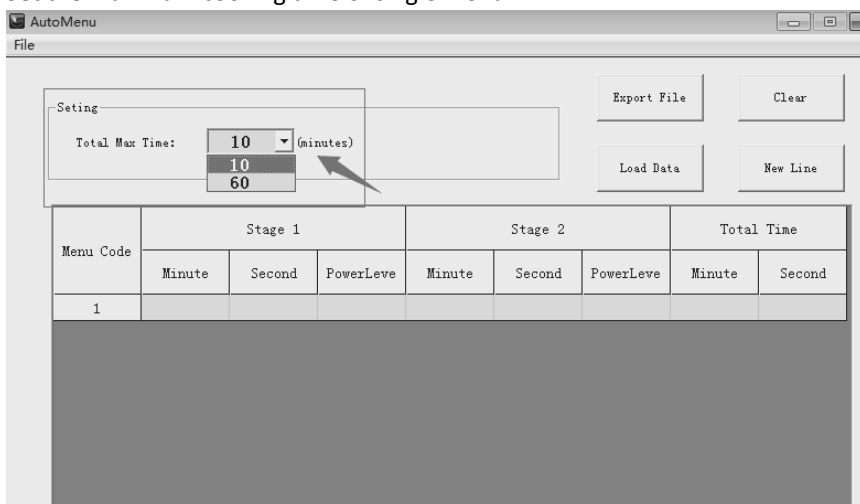 AutoMenu
File
Seting
Total Max Time: 10 (minutes)
10
60
Export File
Clear
Load Data
New Line
Menu Code Stage 1 Stage 2 Total Time
Minute Second PowerLeve Minute Second PowerLeve Minute Second
1